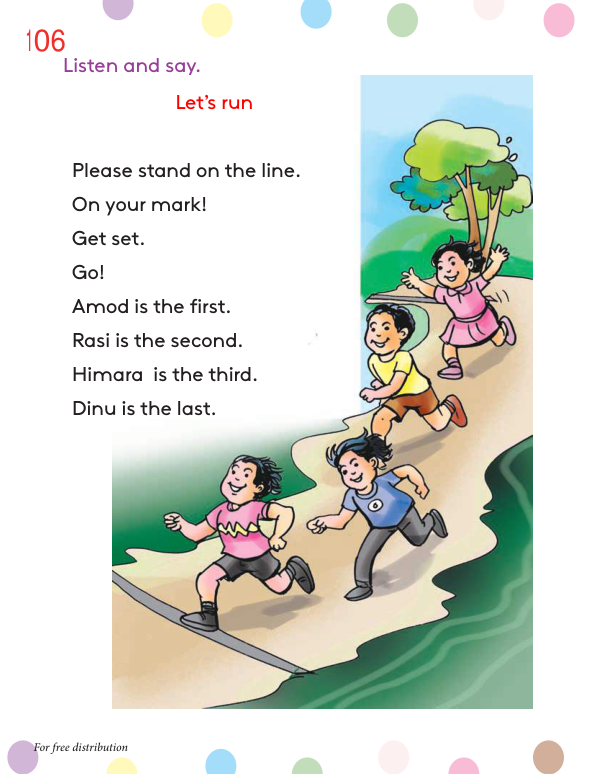 106
Listen and say.
Let's run
Please stand on the line.
On your mark!
Get set.
Go!
Amod is the first.
Rasi is the second.
Himara is the third.
Dinu is the last.
For free distribution